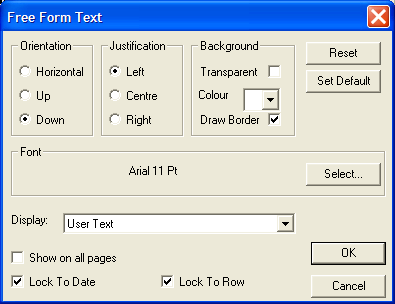 Free Form Text
Orientation Justification Background
Horizontal Left Transparent Reset
Up Centre Colour Set Default
Down Right Draw Border
Font
Arial 11 Pt Select...
Display: User Text
Show on all pages OK
Lock To Date Lock To Row Cancel